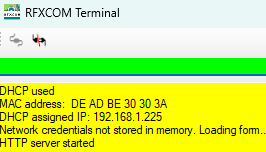 RFXCOM Terminal
DHCP used
MAC address: DE AD BE 30 30 3A
DHCP assigned IP: 192.168.1.225
Network credentials not stored in memory. Loading form..
HTTP server started